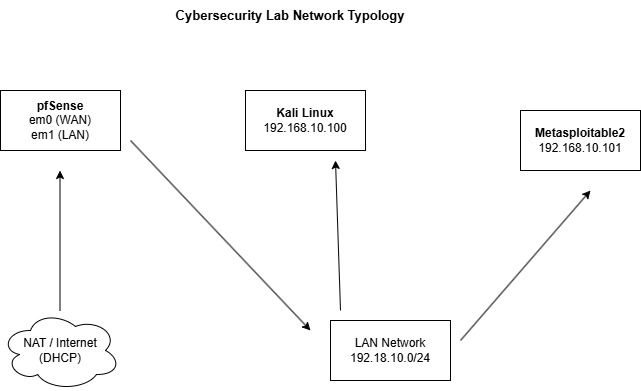 Cybersecurity Lab Network Typology
pfSense
em0 (WAN)
em1 (LAN)
Kali Linux
192.168.10.100
Metasploitable2
192.168.10.101
NAT / Internet
(DHCP)
LAN Network
192.18.10.0/24